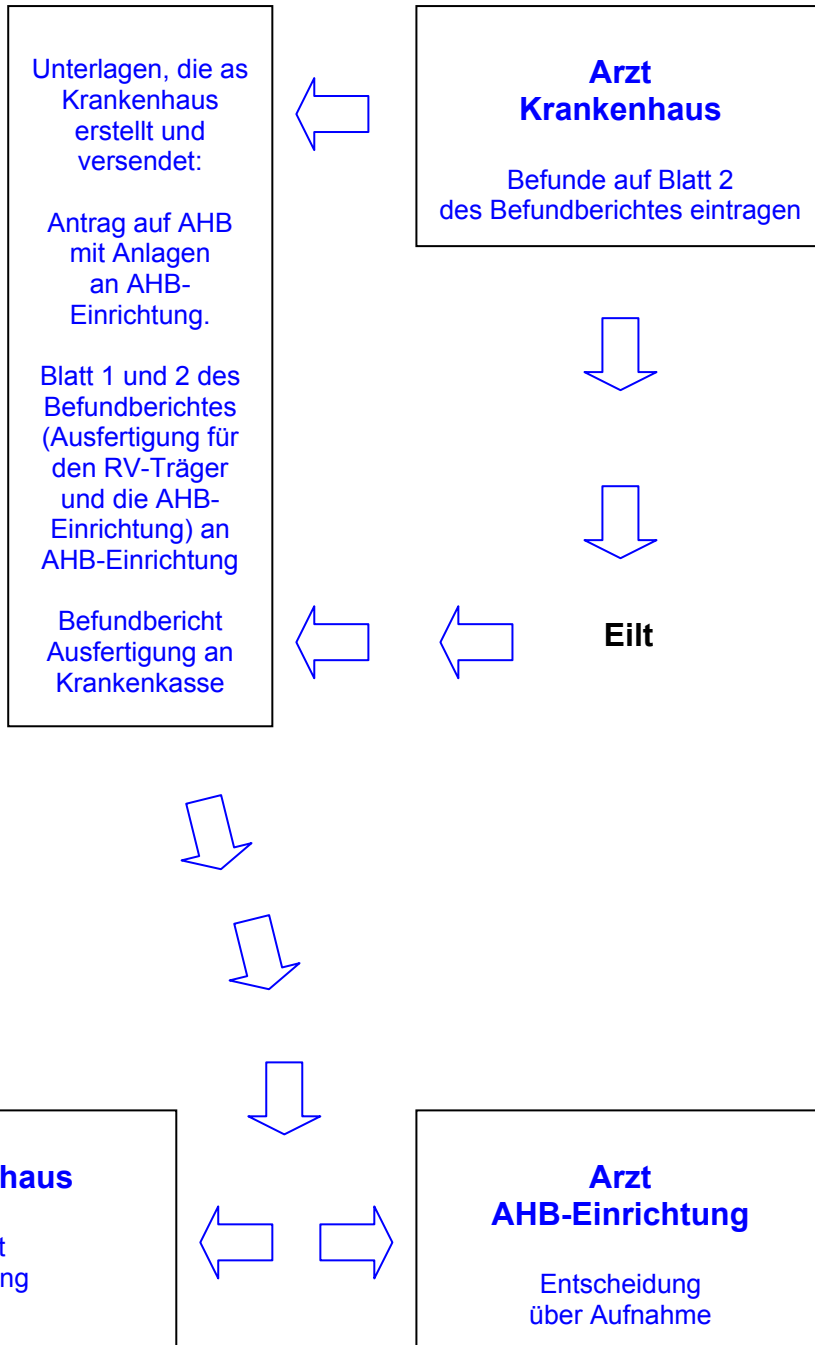 Unterlagen, die as
Krankenhaus
erstellt und
versendet:
Antrag auf AHB
mit Anlagen
an AHB-
Einrichtung.
Blatt 1 und 2 des
Befundberichtes
(Ausfertigung für
den RV-Träger
und die AHB-
Einrichtung) an
AHB-Einrichtung
Befundbericht
Ausfertigung an
Krankenkasse
Arzt
Krankenhaus
Befunde auf Blatt 2
des Befundberichtes eintragen
Eilt
haus
t
ng
Arzt
AHB-Einrichtung
Entscheidung
über Aufnahme